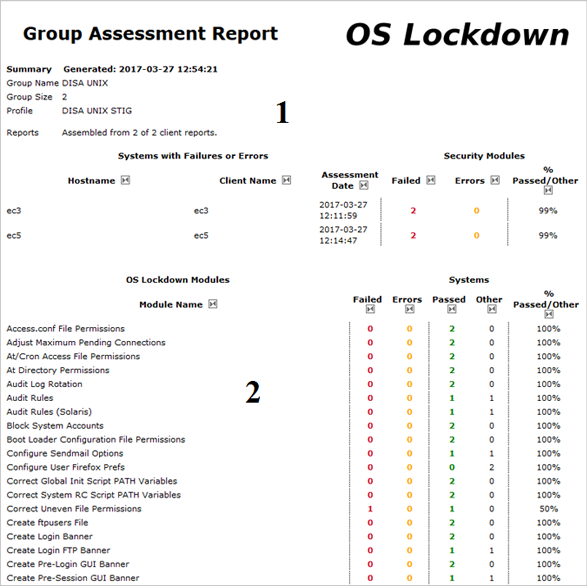 Group Assessment Report
OS Lockdown
Summary Generated: 2017-03-27 12:54:21
Group Name DISA UNIX
Group Size 2
Profile DISA UNIX STIG
1
Reports Assembled from 2 of 2 client reports.
Systems with Failures or Errors Security Modules
Hostname Client Name Assessment Date Failed Errors % Passed/Other
ec3 ec3 2017-03-27 12:11:59 2 0 99%
ec5 ec5 2017-03-27 12:14:47 2 0 99%
OS Lockdown Modules Systems
Module Name Failed Errors Passed Other % Passed/Other
Access.conf File Permissions 0 0 2 0 100%
Adjust Maximum Pending Connections 0 0 2 0 100%
At/Cron Access File Permissions 0 0 2 0 100%
At Directory Permissions 0 0 2 0 100%
Audit Log Rotation 0 0 2 0 100%
2
Audit Rules 0 0 1 1 100%
Audit Rules (Solaris) 0 0 1 1 100%
Block System Accounts 0 0 2 0 100%
Boot Loader Configuration File Permissions 0 0 2 0 100%
Configure Sendmail Options 0 0 1 1 100%
Configure User Firefox Prefs 0 0 0 2 100%
Correct Global Init Script PATH Variables 0 0 2 0 100%
Correct System RC Script PATH Variables 0 0 2 0 100%
Correct Uneven File Permissions 1 0 1 0 50%
Create ftpusers File 0 0 2 0 100%
Create Login Banner 0 0 2 0 100%
Create Login FTP Banner 0 0 1 1 100%
Create Pre-Login GUI Banner 0 0 2 0 100%
Create Pre-Session GUI Banner 0 0 1 1 100%